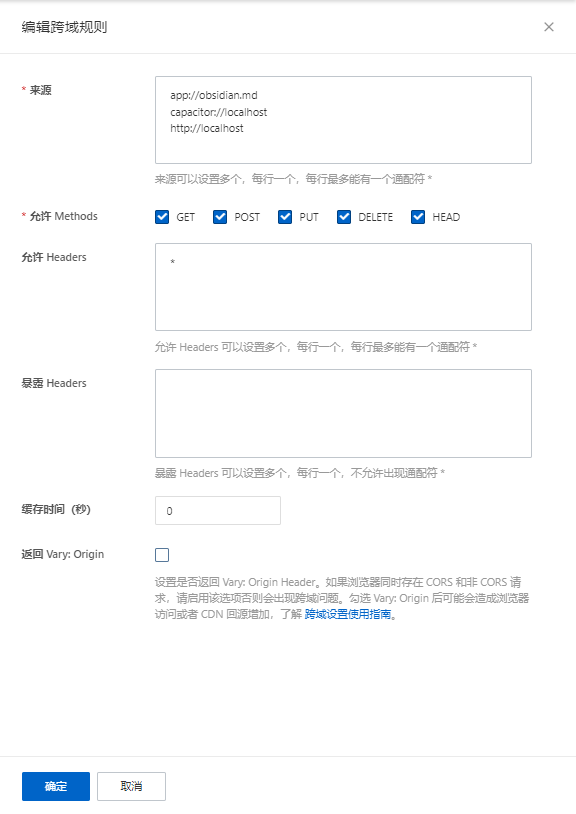 编辑跨域规则
* 来源
app://obsidian.md
capacitor://localhost
http://localhost
来源可以设置多个，每行一个，每行最多能有一个通配符 *
* 允许 Methods
GET POST PUT DELETE HEAD
允许 Headers
*
允许 Headers 可以设置多个，每行一个，每行最多能有一个通配符 *
暴露 Headers
暴露 Headers 可以设置多个，每行一个，不允许出现通配符 *
缓存时间（秒）
0
返回 Vary: Origin
设置是否返回 Vary: Origin Header。如果浏览器同时存在 CORS 和非 CORS 请
求，请启用该选项否则会出现跨域问题。勾选 Vary: Origin 后可能会造成浏览器
访问或者 CDN 回源增加，了解 跨域设置使用指南。
确定
取消